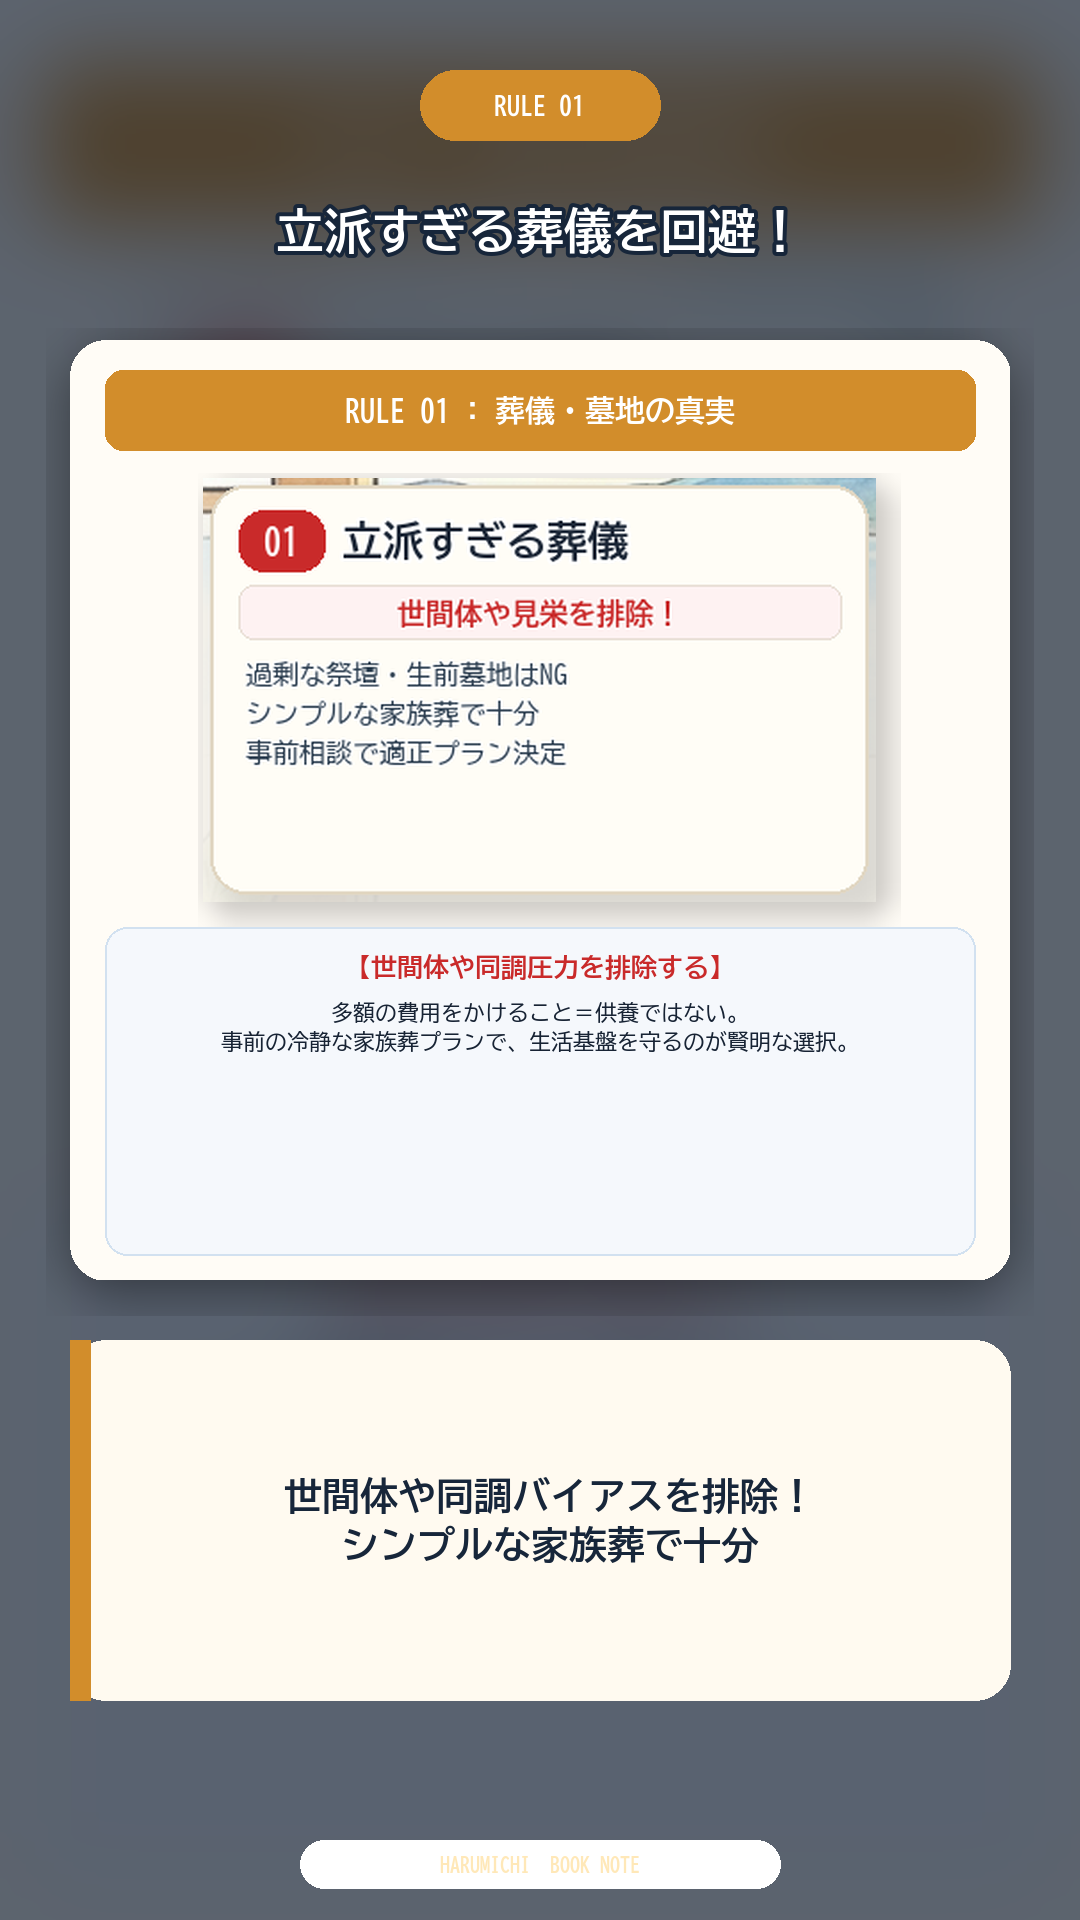 RULE 01
立派すぎる葬儀を回避！
RULE 01 : 葬儀・墓地の真実
01 立派すぎる葬儀
世間体や見栄を排除！
過剰な祭壇・生前墓地はNG
シンプルな家族葬で十分
事前相談で適正プラン決定
【世間体や同調圧力を排除する】
多額の費用をかけること＝供養ではない。
事前の冷静な家族葬プランで、生活基盤を守るのが賢明な選択。
世間体や同調バイアスを排除！
シンプルな家族葬で十分
HARUMICHI BOOK NOTE